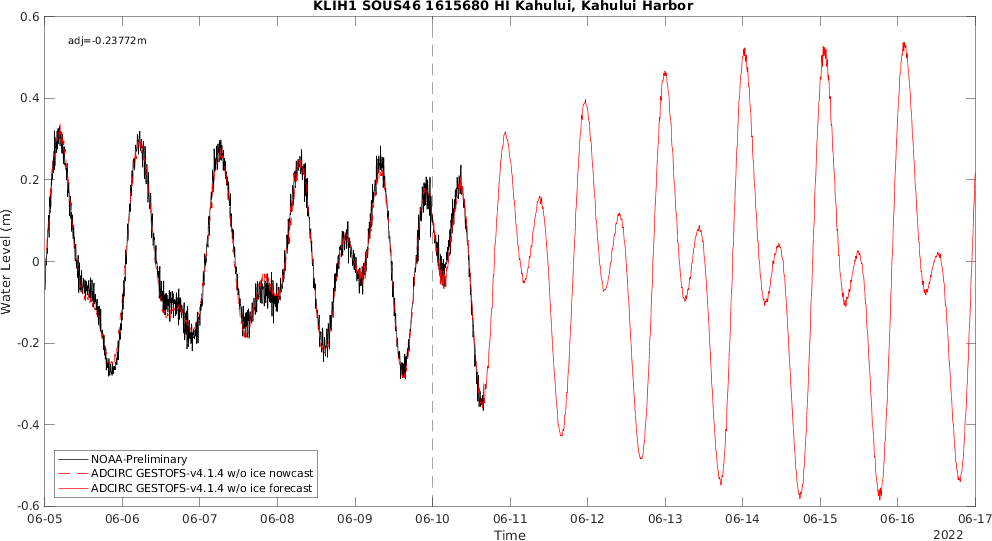 KLIH1 SOUS46 1615680 HI Kahului, Kahului Harbor
adj=-0.23772m
0.6
0.4
0.2
0
-0.2
-0.4
-0.6
Water Level (m)
NOAA-Preliminary
ADCIRC GESTOFS-v4.1.4 w/o ice nowcast
ADCIRC GESTOFS-v4.1.4 w/o ice forecast
06-05 06-06 06-07 06-08 06-09 06-10 06-11 06-12 06-13 06-14 06-15 06-16 06-17
Time
2022